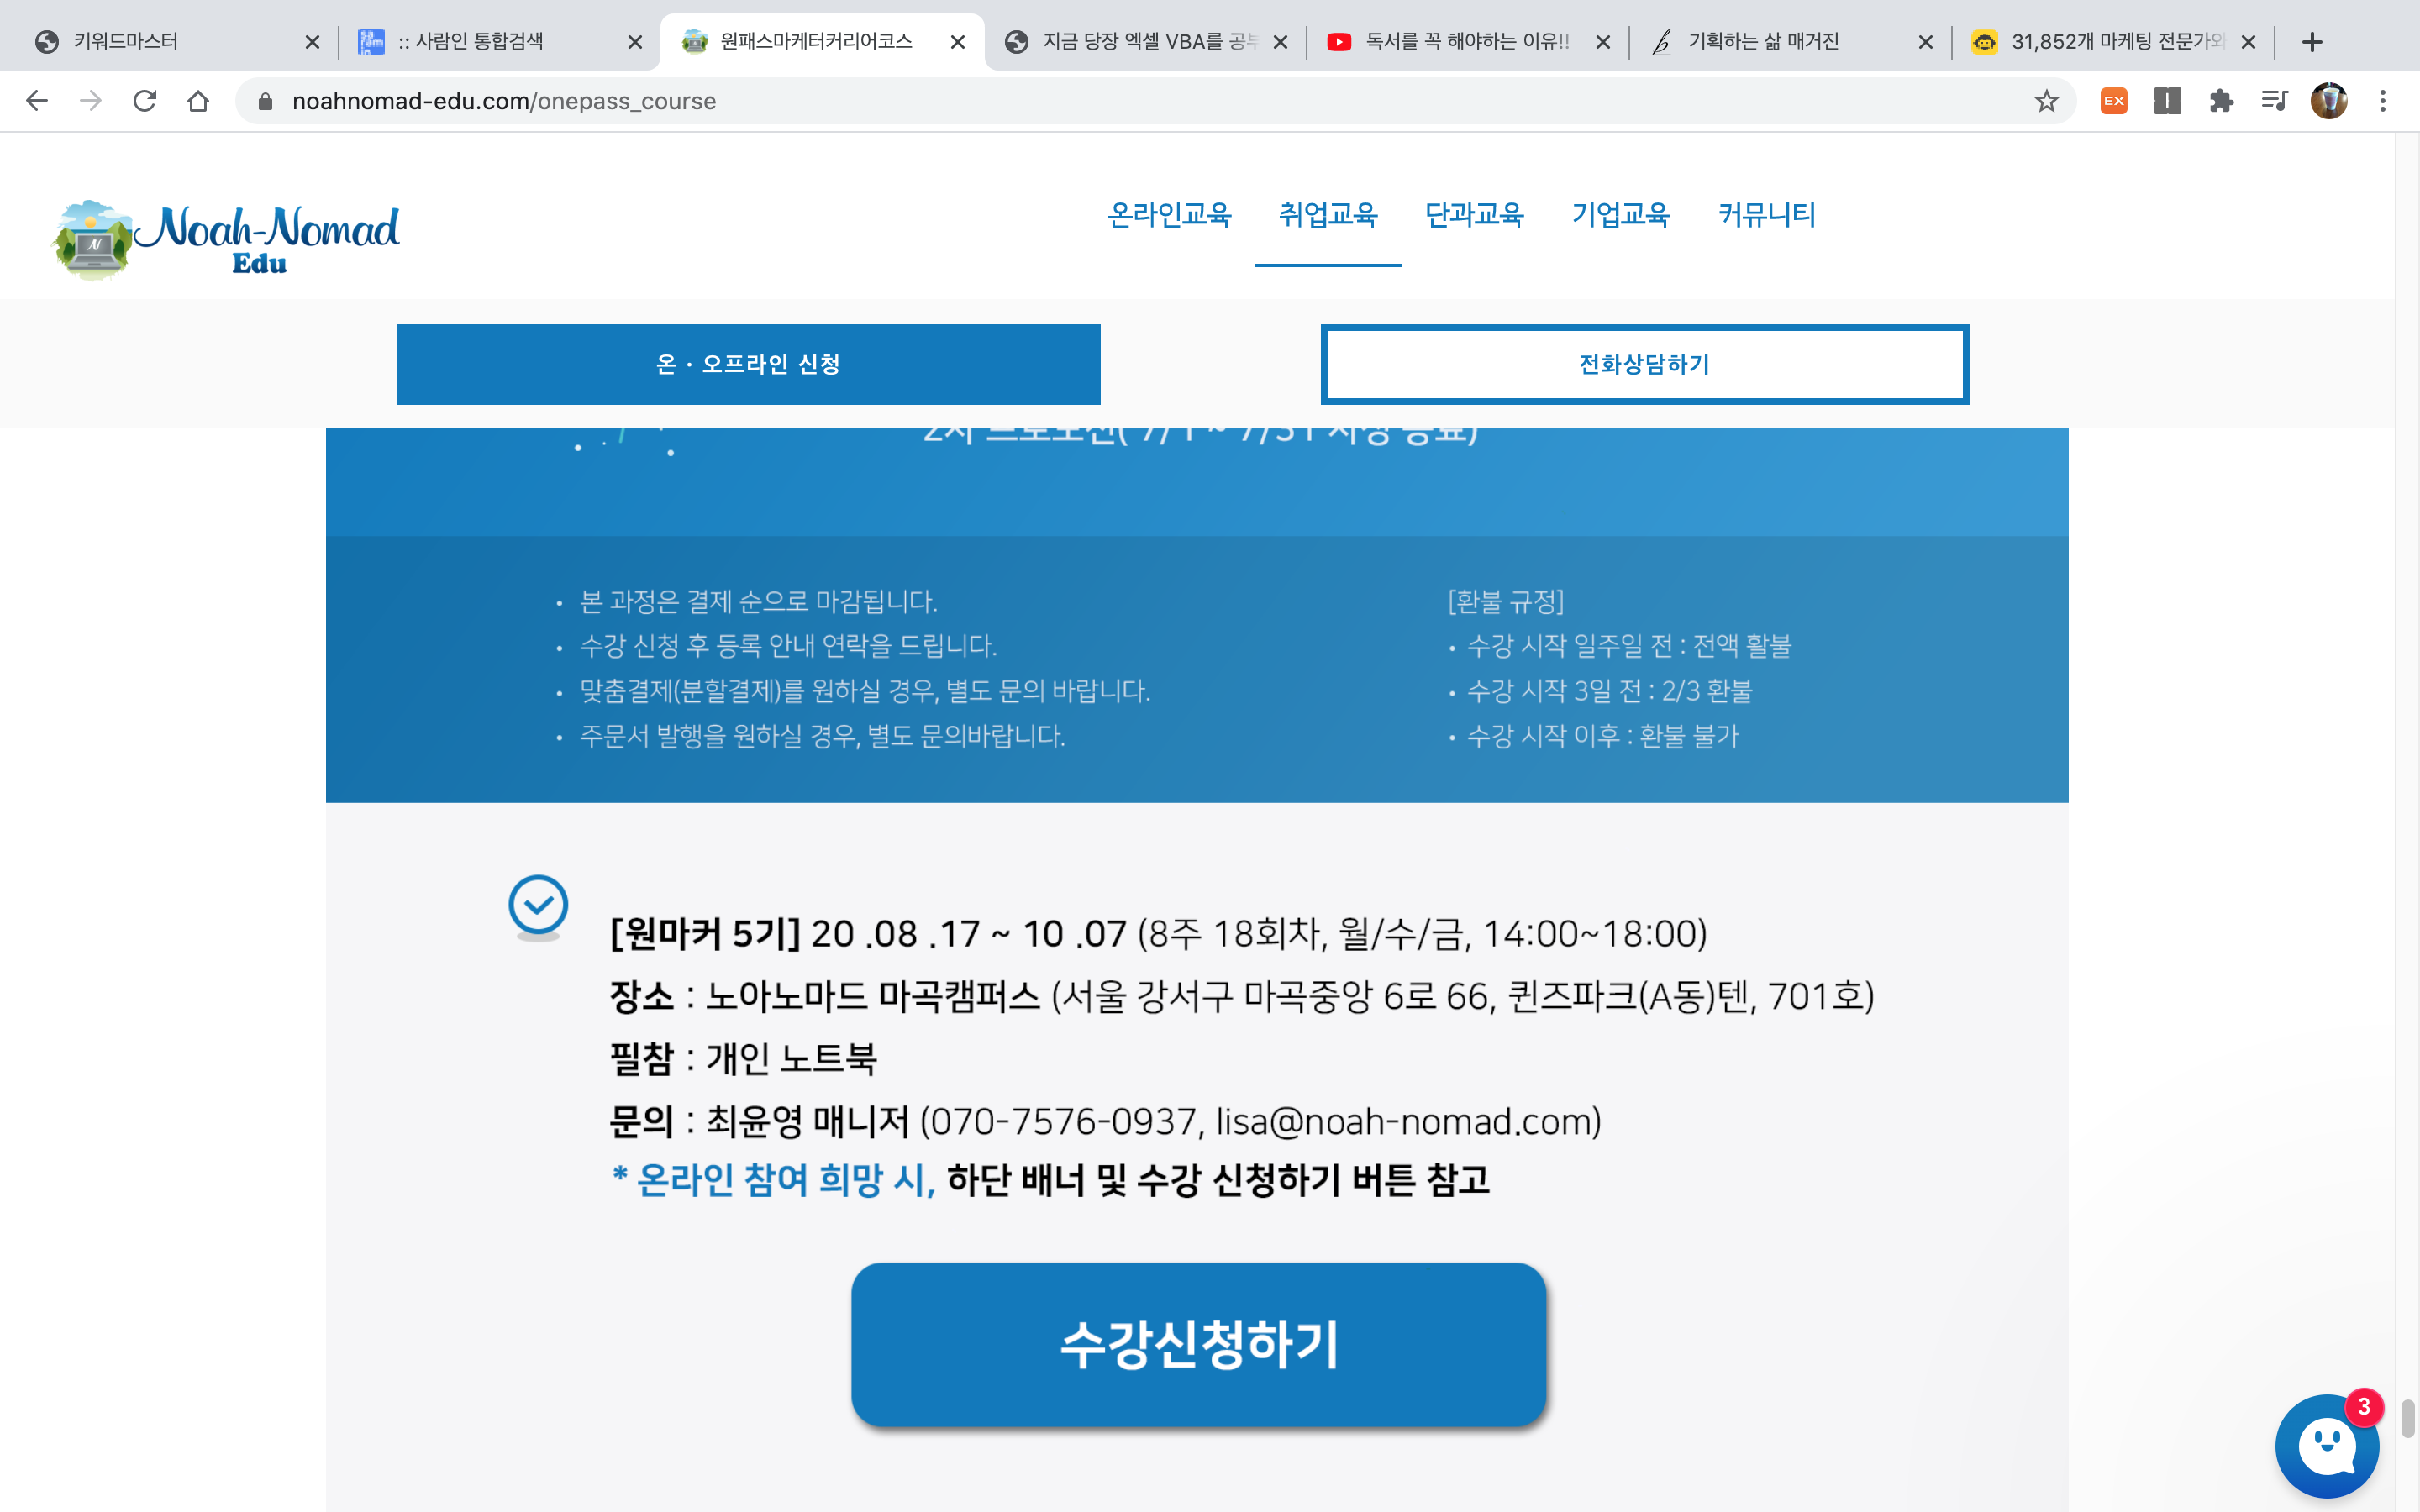 키워드마스터
:: 사람인 통합검색
원패스마케터커리어코스
지금 당장 엑셀 VBA를 공부
독서를 꼭 해야하는 이유!!
기획하는 삶 매거진
31,852개 마케팅 전문가와
noahnomad-edu.com/onepass_course
EX
Noah-Nomad
Edu
온라인교육
취업교육
단과교육
기업교육
커뮤니티
온 · 오프라인 신청
전화상담하기
2차 프로모션( 7/1 ~ 7/31 자정 종료)
• 본 과정은 결제 순으로 마감됩니다.
• 수강 신청 후 등록 안내 연락을 드립니다.
• 맞춤결제(분할결제)를 원하실 경우, 별도 문의 바랍니다.
• 주문서 발행을 원하실 경우, 별도 문의바랍니다.
[환불 규정]
• 수강 시작 일주일 전 : 전액 홛불
• 수강 시작 3일 전 : 2/3 환불
• 수강 시작 이후 : 환불 불가
[원마커 5기] 20 .08 .17 ~ 10 .07 (8주 18회차, 월/수/금, 14:00~18:00)
장소 : 노아노마드 마곡캠퍼스 (서울 강서구 마곡중앙 6로 66, 퀸즈파크(A동)텐, 701호)
필참 : 개인 노트북
문의 : 최윤영 매니저 (070-7576-0937, lisa@noah-nomad.com)
* 온라인 참여 희망 시, 하단 배너 및 수강 신청하기 버튼 참고
수강신청하기
3